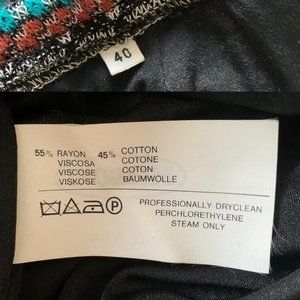 40
55% RAYON 45% COTTON
VISCOSA COTONE
VISCOSE COTON
VISKOSE BAUMWOLLE
P
PROFESSIONALLY DRYCLEAN
PERCHLORETHYLENE
STEAM ONLY